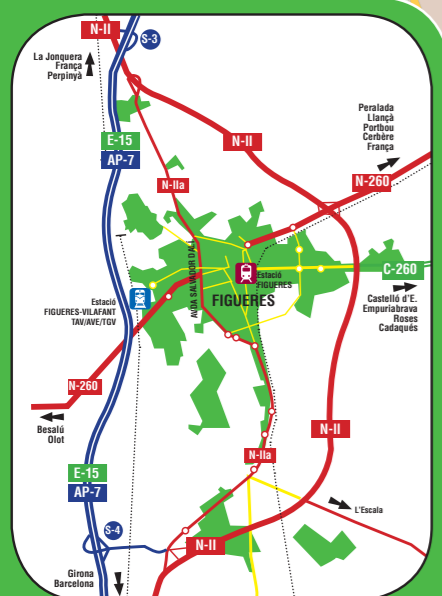 N-II
S-3
La Jonquera
França
Perpinyà
E-15
AP-7
N-II
Peralada
Llançà
Portbou
Cerbère
França
N-IIa
N-260
AVDA SALVADOR DALÍ
Estació
FIGUERES
C-260
FIGUERES
Estació
FIGUERES-VILAFANT
TAV/AVE/TGV
Castelló d'E.
Empuriabrava
Roses
Cadaqués
N-260
Besalú
Olot
N-II
N-IIa
E-15
AP-7
L'Escala
S-4
N-II
Girona
Barcelona